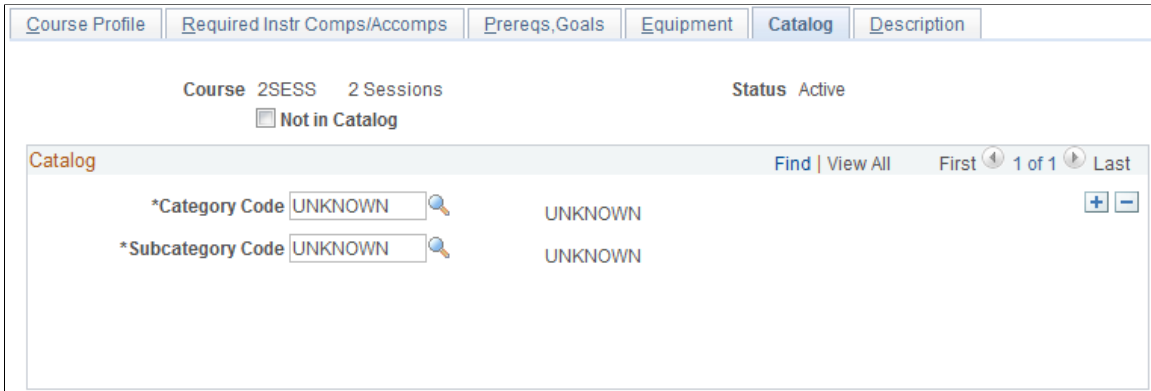 Course Profile Required Instr Comps/Accomps Prereqs,Goals Equipment Catalog Description
Course 2SESS 2 Sessions Status Active
Not in Catalog
Catalog Find | View All First 1 of 1 Last
*Category Code UNKNOWN UNKNOWN
*Subcategory Code UNKNOWN UNKNOWN